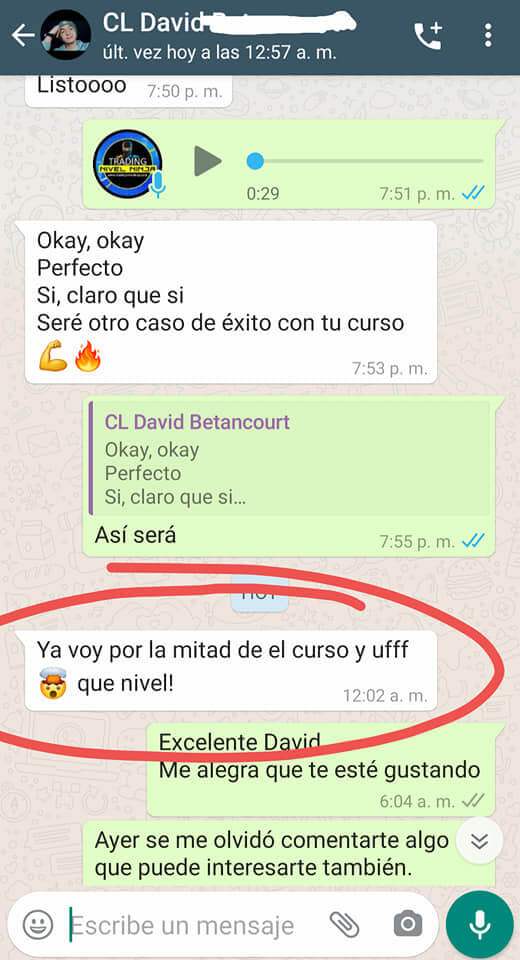 CL David
últ. vez hoy a las 12:57 a. m.
Listoooo
7:50 p. m.
TRADING
NIVEL NINJA
0:29
7:51 p. m.
Okay, okay
Perfecto
Si, claro que si
Seré otro caso de éxito con tu curso
💪🔥
7:53 p. m.
CL David Betancourt
Okay, okay
Perfecto
Si, claro que si...
Así será
7:55 p. m.
HOY
Ya voy por la mitad de el curso y ufff
🤯 que nivel!
12:02 a. m.
Excelente David
Me alegra que te esté gustando
6:04 a. m.
Ayer se me olvidó comentarte algo
que puede interesarte también.
Escribe un mensaje